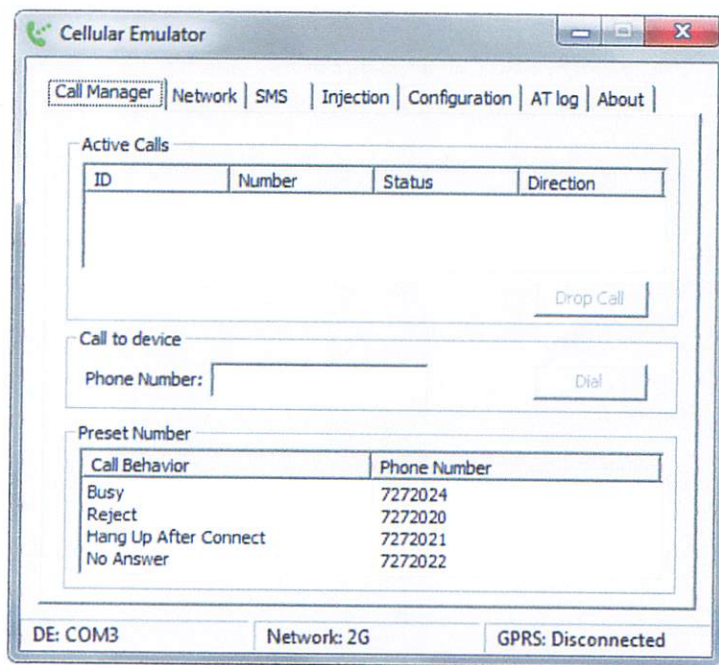 Cellular Emulator
Call Manager Network SMS Injection Configuration AT log About
Active Calls
ID Number Status Direction
Drop Call
Call to device
Phone Number: Dial
Preset Number
Call Behavior Phone Number
Busy 7272024
Reject 7272020
Hang Up After Connect 7272021
No Answer 7272022
DE: COM3 Network: 2G GPRS: Disconnected